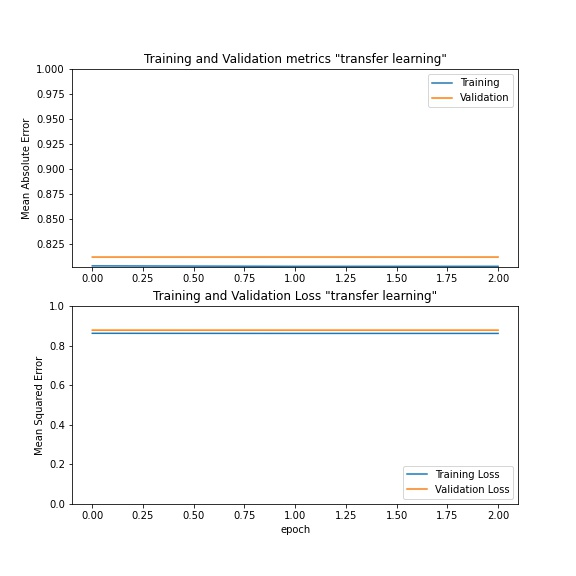 Training and Validation metrics "transfer learning"
Mean Absolute Error
1.000
0.975
0.950
0.925
0.900
0.875
0.850
0.825
Training
Validation
0.00 0.25 0.50 0.75 1.00 1.25 1.50 1.75 2.00
Training and Validation Loss "transfer learning"
Mean Squared Error
1.0
0.8
0.6
0.4
0.2
0.0
Training Loss
Validation Loss
0.00 0.25 0.50 0.75 1.00 1.25 1.50 1.75 2.00
epoch